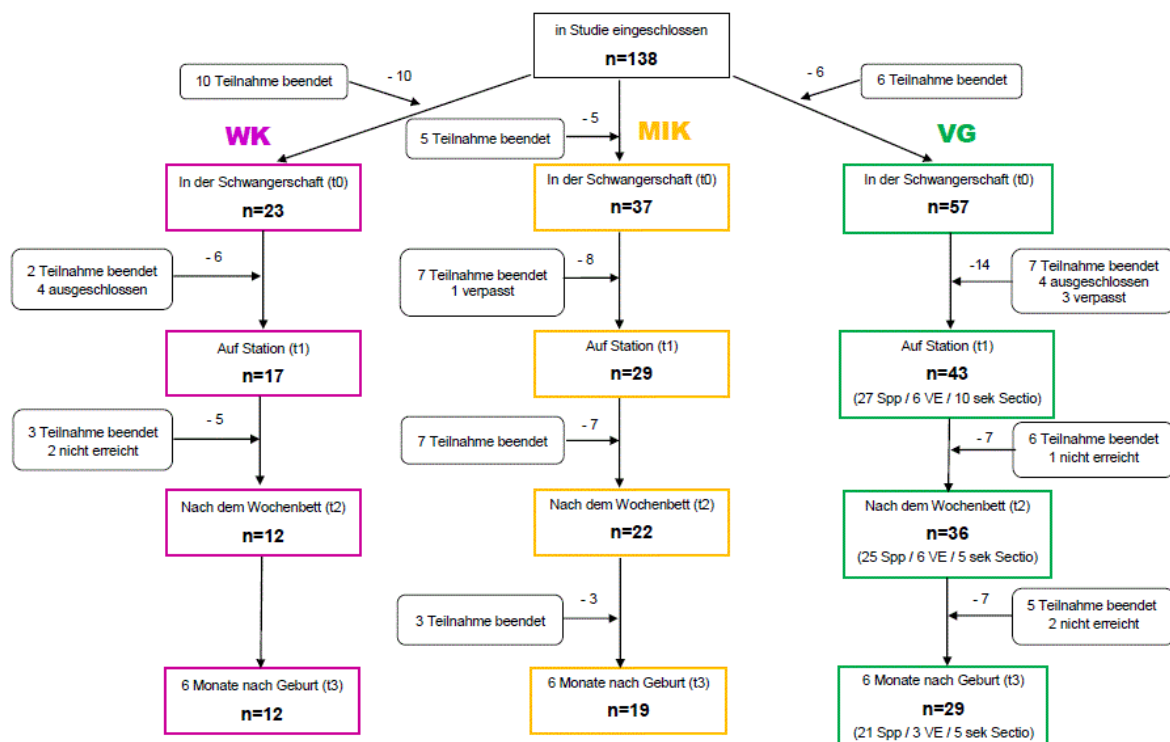 in Studie eingeschlossen
n=138
10 Teilnahme beendet
- 10
- 6
6 Teilnahme beendet
5 Teilnahme beendet
- 5
WK
MIK
VG
In der Schwangerschaft (t0)
n=23
In der Schwangerschaft (t0)
n=37
In der Schwangerschaft (t0)
n=57
2 Teilnahme beendet
4 ausgeschlossen
- 6
7 Teilnahme beendet
1 verpasst
- 8
-14
7 Teilnahme beendet
4 ausgeschlossen
3 verpasst
Auf Station (t1)
n=17
Auf Station (t1)
n=29
Auf Station (t1)
n=43
(27 Spp / 6 VE / 10 sek Sectio)
3 Teilnahme beendet
2 nicht erreicht
- 5
7 Teilnahme beendet
- 7
- 7
6 Teilnahme beendet
1 nicht erreicht
Nach dem Wochenbett (t2)
n=12
Nach dem Wochenbett (t2)
n=22
Nach dem Wochenbett (t2)
n=36
(25 Spp / 6 VE / 5 sek Sectio)
3 Teilnahme beendet
- 3
- 7
5 Teilnahme beendet
2 nicht erreicht
6 Monate nach Geburt (t3)
n=12
6 Monate nach Geburt (t3)
n=19
6 Monate nach Geburt (t3)
n=29
(21 Spp / 3 VE / 5 sek Sectio)